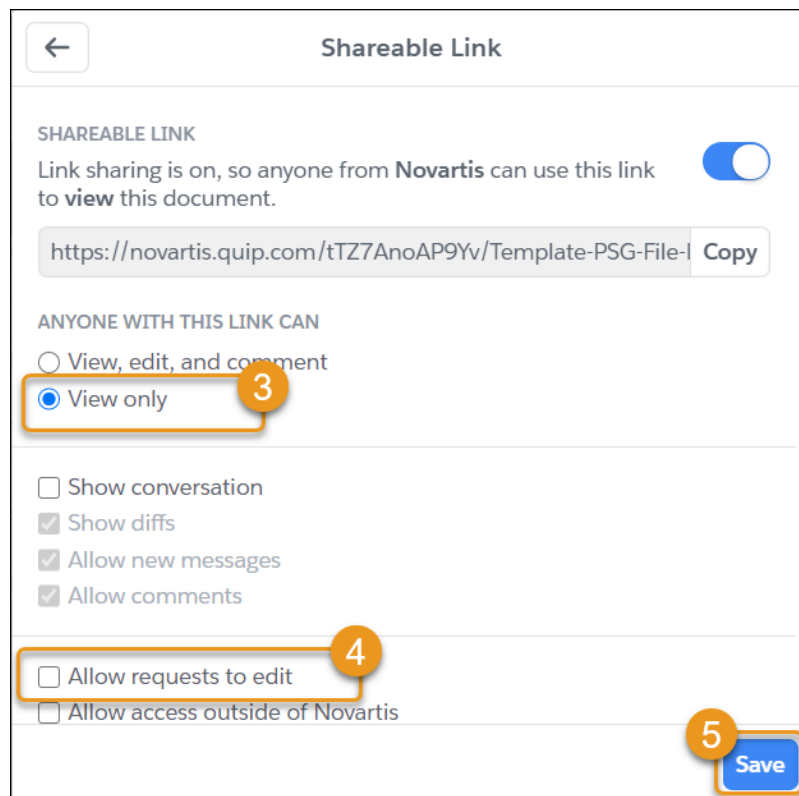 Shareable Link
SHAREABLE LINK
Link sharing is on, so anyone from Novartis can use this link
to view this document.
https://novartis.quip.com/tTZ7AnoAP9Yv/Template-PSG-File- Copy
ANYONE WITH THIS LINK CAN
View, edit, and comment
View only
3
Show conversation
Show diffs
Allow new messages
Allow comments
4
Allow requests to edit
Allow access outside of Novartis
5
Save